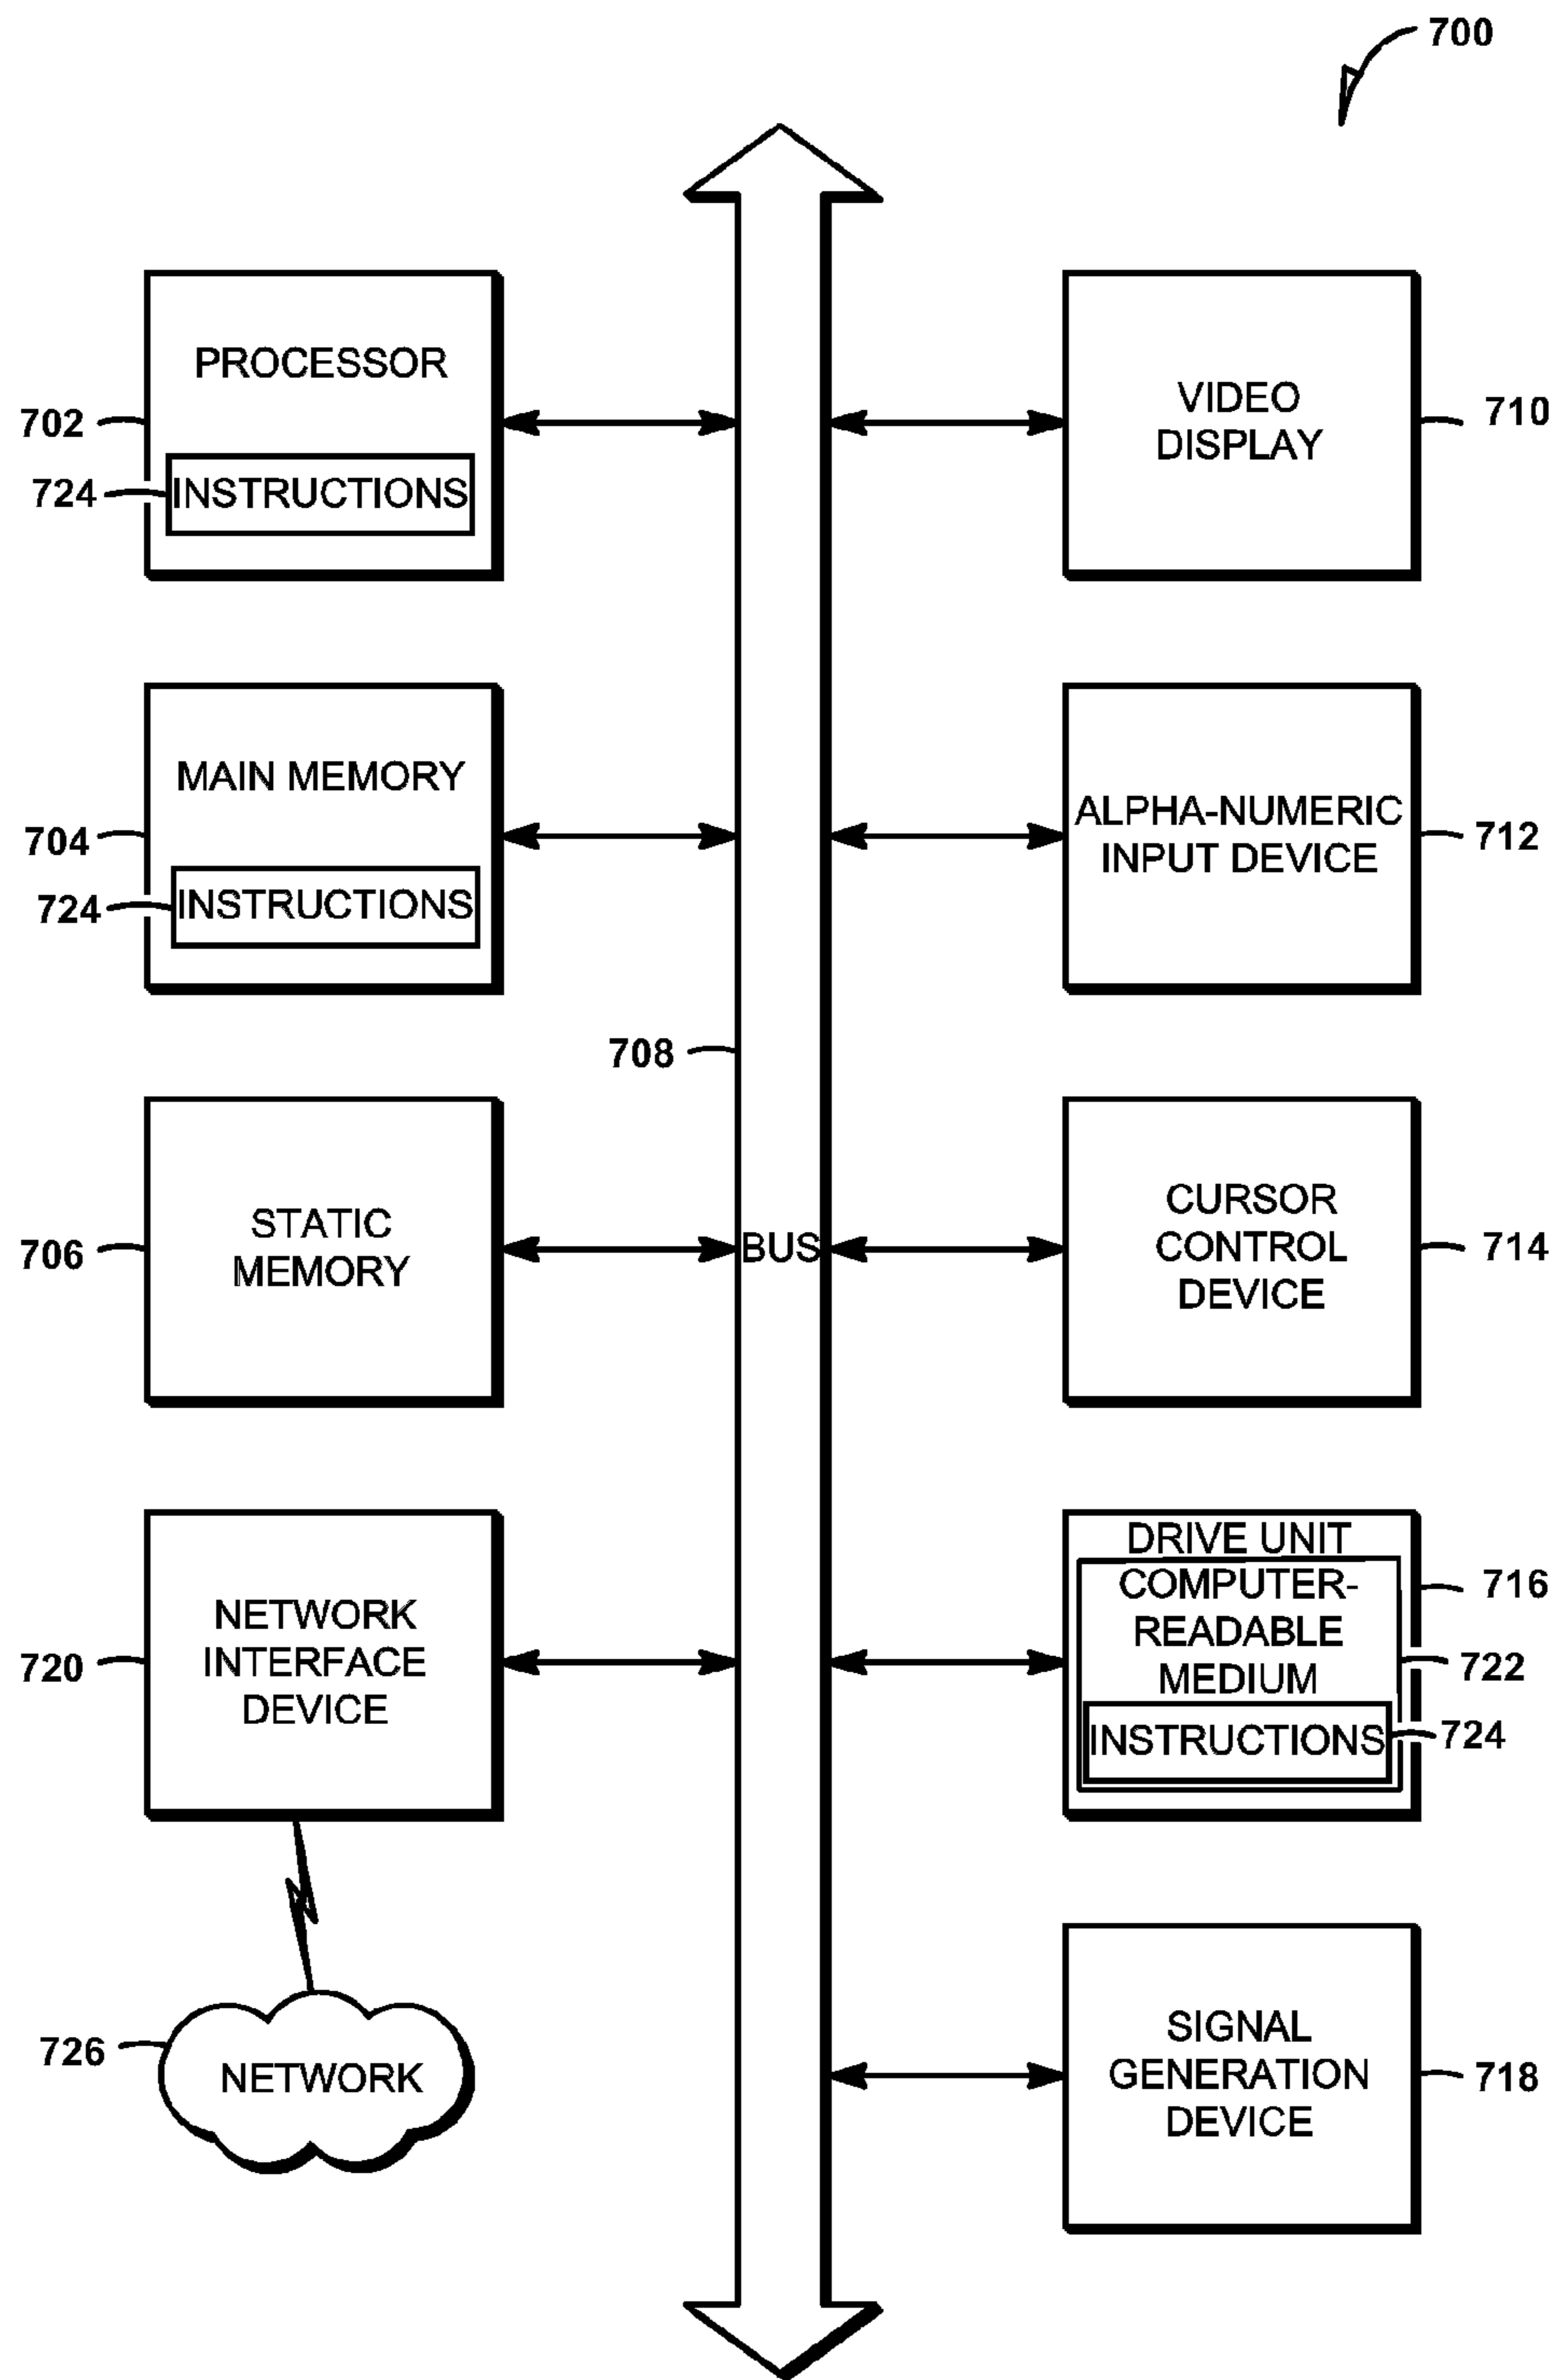 700
PROCESSOR
702
724
INSTRUCTIONS
VIDEO
DISPLAY
710
MAIN MEMORY
704
724
INSTRUCTIONS
ALPHA-NUMERIC
INPUT DEVICE
712
708
STATIC
MEMORY
706
BUS
CURSOR
CONTROL
DEVICE
714
NETWORK
INTERFACE
DEVICE
720
DRIVE UNIT
COMPUTER-
READABLE
MEDIUM
INSTRUCTIONS
716
722
724
726
NETWORK
SIGNAL
GENERATION
DEVICE
718